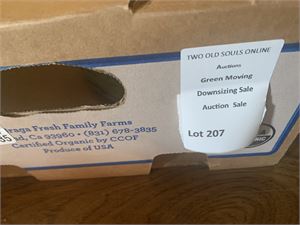 TWO OLD SOULS ONLINE
Auctions
Green Moving
Downsizing Sale
Auction Sale
Lot 207
raga Fresh Family Farms
d, Ca 93960 • (831) 678-3835
Certified Organic by CCOF
Produce of USA